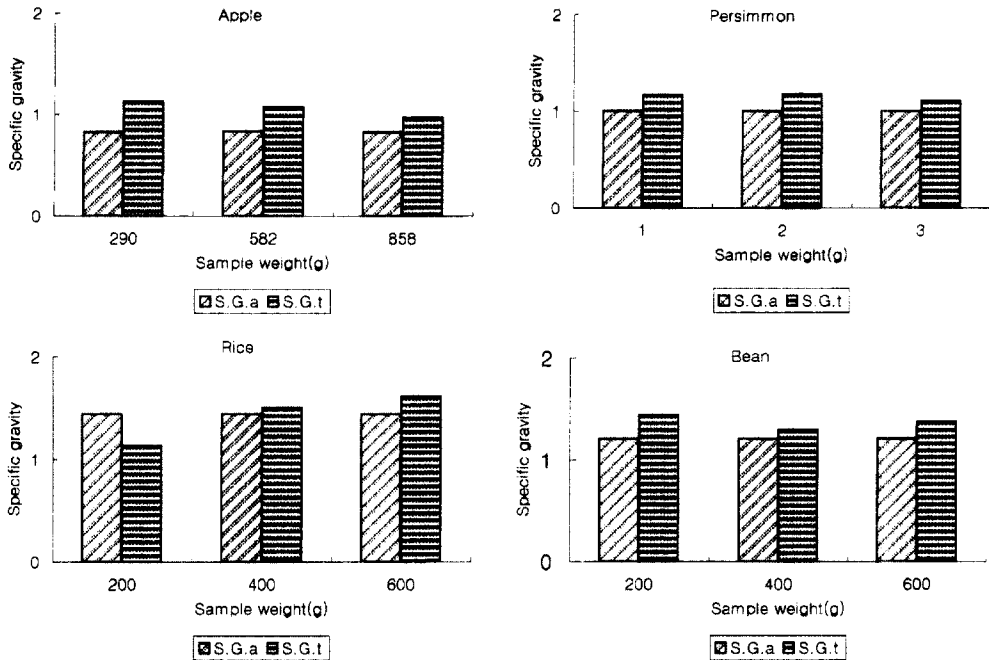 Apple
2
1
0
Specific gravity
290 582 858
Sample weight(g)
S.G.a S.G.t
Persimmon
2
1
0
Specific gravity
1 2 3
Sample weight(g)
S.G.a S.G.t
Rice
2
1
0
Specific gravity
200 400 600
Sample weight(g)
S.G.a S.G.t
Bean
2
1
0
Specific gravity
200 400 600
Sample weight(g)
S.G.a S.G.t